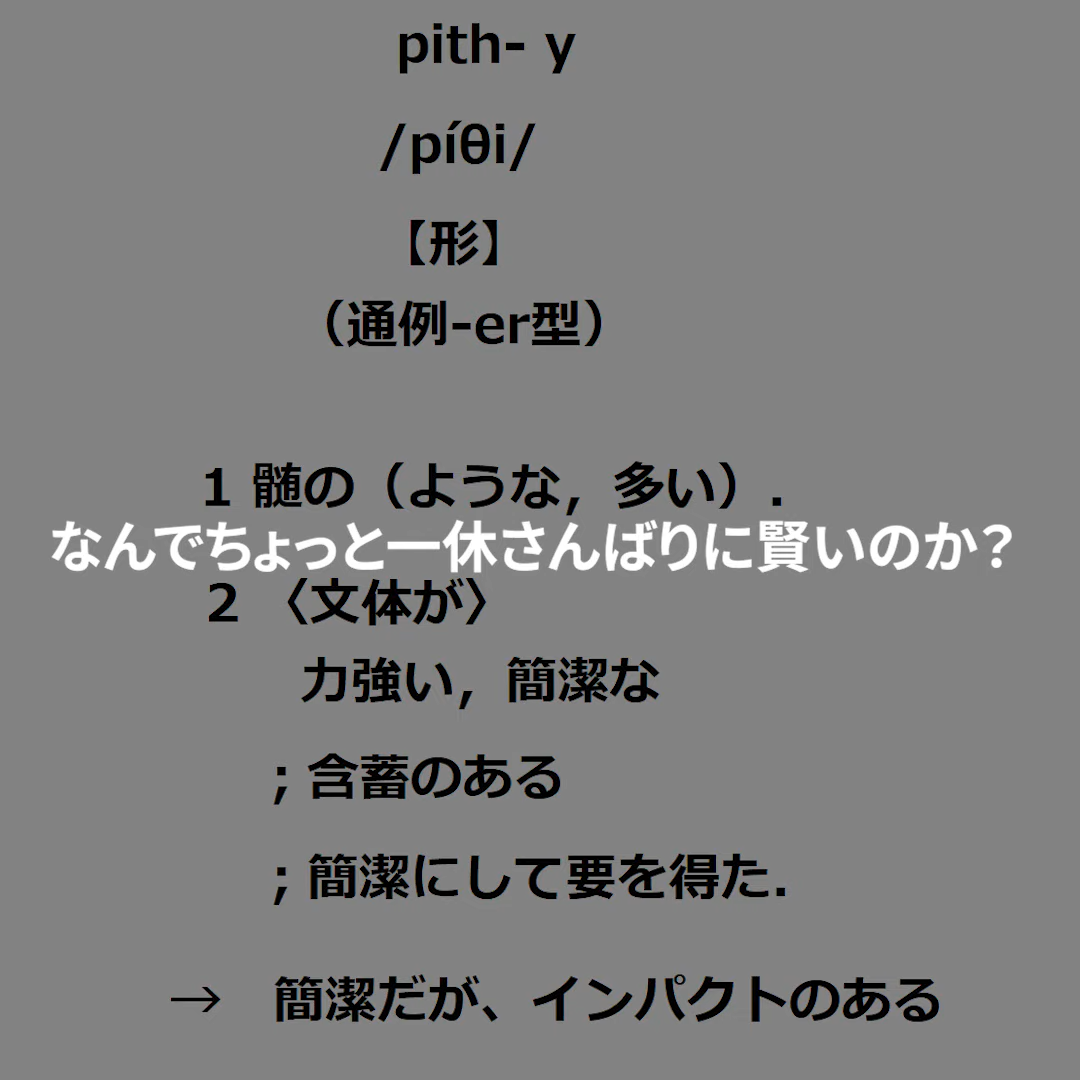 pith- y
/píθi/
【形】
（通例-er型）
1 髄の（ような，多い）.
なんでちょっと一休さんばりに賢いのか？
2 〈文体が〉
力強い，簡潔な
; 含蓄のある
; 簡潔にして要を得た.
→　簡潔だが、インパクトのある